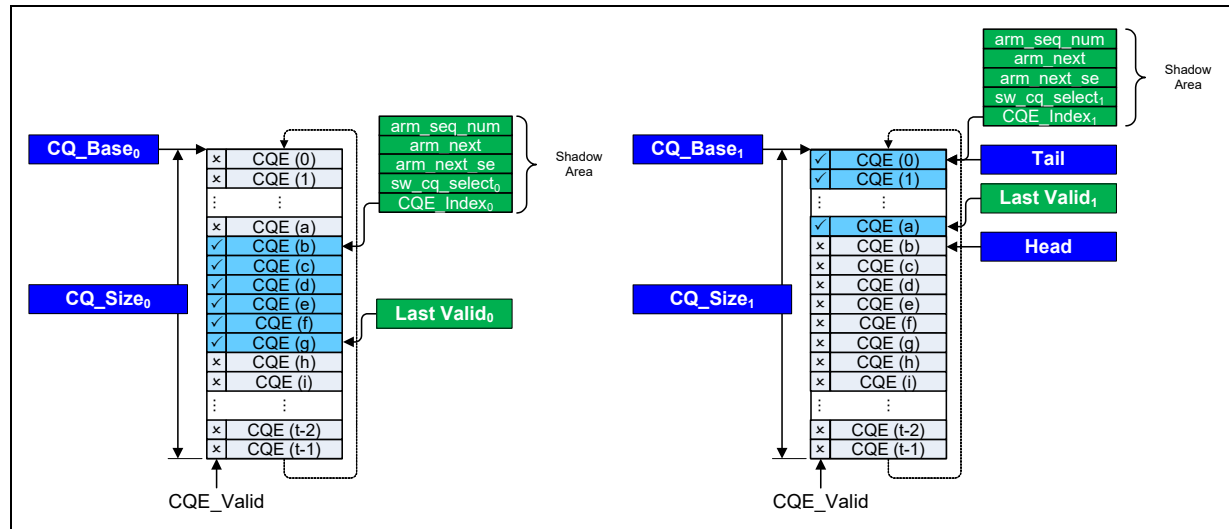 arm_seq_num
arm_next
arm_next_se
sw_cq_select₀
CQE_Index₀
Shadow
Area
CQ_Base₀
CQ_Size₀
Last Valid₀
× CQE (0)
× CQE (1)
⋮ ⋮
× CQE (a)
✓ CQE (b)
✓ CQE (c)
✓ CQE (d)
✓ CQE (e)
✓ CQE (f)
✓ CQE (g)
× CQE (h)
× CQE (i)
⋮ ⋮
× CQE (t-2)
× CQE (t-1)
CQE_Valid
arm_seq_num
arm_next
arm_next_se
sw_cq_select₁
CQE_Index₁
Shadow
Area
CQ_Base₁
CQ_Size₁
Tail
Last Valid₁
Head
✓ CQE (0)
✓ CQE (1)
⋮ ⋮
✓ CQE (a)
× CQE (b)
× CQE (c)
× CQE (d)
× CQE (e)
× CQE (f)
× CQE (g)
× CQE (h)
× CQE (i)
⋮ ⋮
× CQE (t-2)
× CQE (t-1)
CQE_Valid